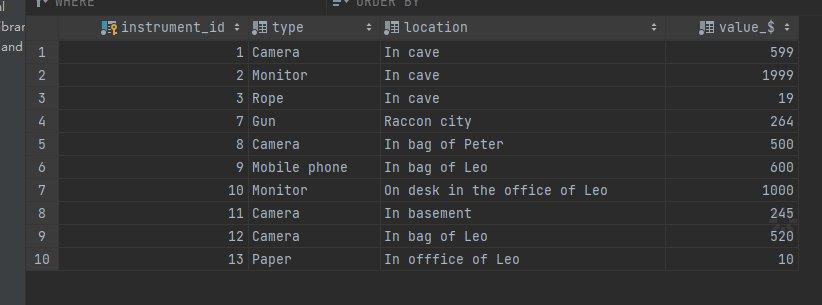 WHERE ORDER BY
instrument_id type location value_$
1 1 Camera In cave 599
2 2 Monitor In cave 1999
3 3 Rope In cave 19
4 7 Gun Raccon city 264
5 8 Camera In bag of Peter 500
6 9 Mobile phone In bag of Leo 600
7 10 Monitor On desk in the office of Leo 1000
8 11 Camera In basement 245
9 12 Camera In bag of Leo 520
10 13 Paper In offfice of Leo 10
and